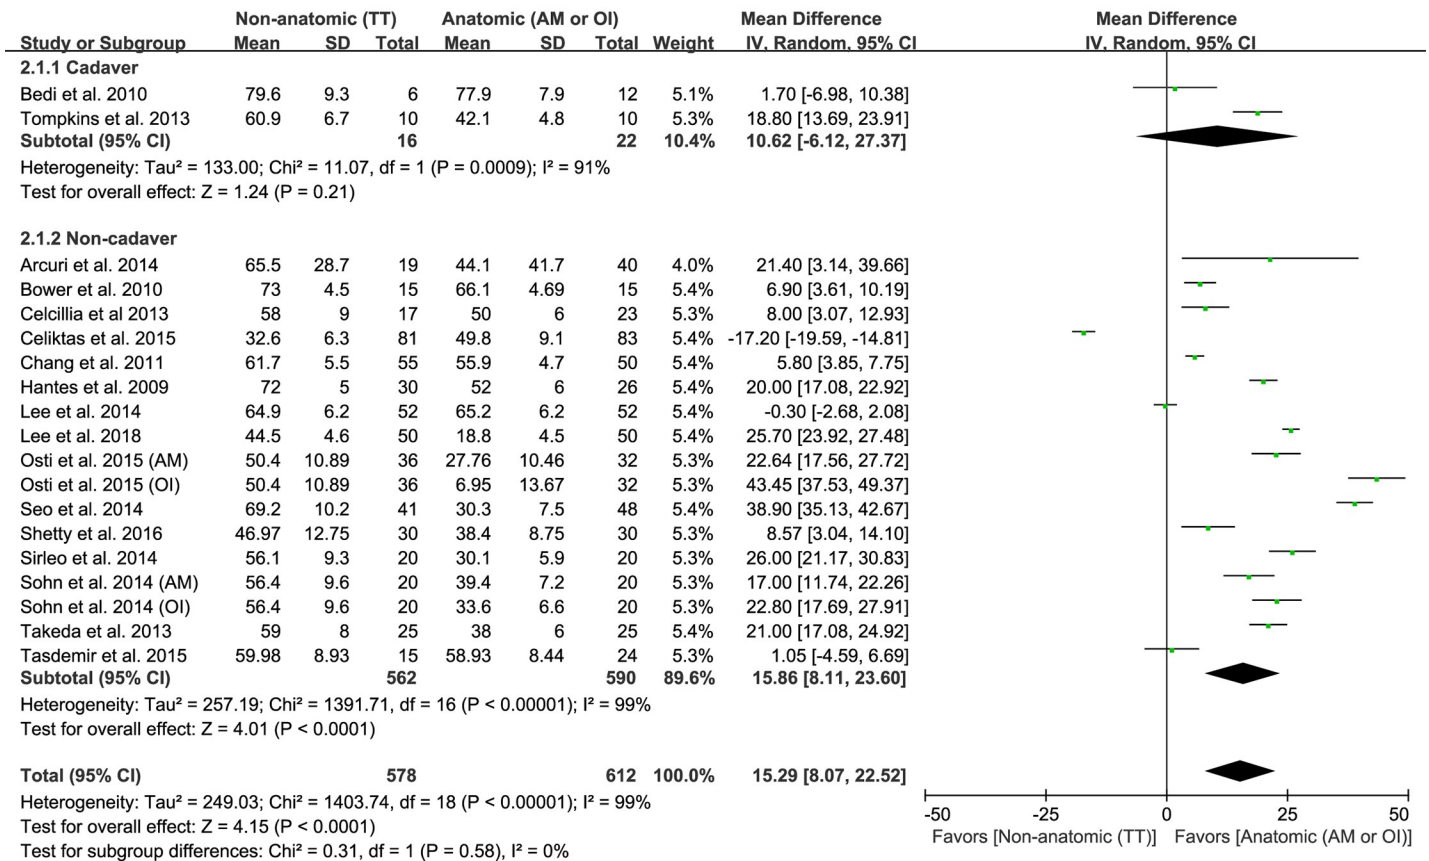 Non-anatomic (TT) Anatomic (AM or OI) Mean Difference Mean Difference
Study or Subgroup Mean SD Total Mean SD Total Weight IV, Random, 95% CI IV, Random, 95% CI
2.1.1 Cadaver
Bedi et al. 2010 79.6 9.3 6 77.9 7.9 12 5.1% 1.70 [-6.98, 10.38]
Tompkins et al. 2013 60.9 6.7 10 42.1 4.8 10 5.3% 18.80 [13.69, 23.91]
Subtotal (95% CI) 16 22 10.4% 10.62 [-6.12, 27.37]
Heterogeneity: Tau² = 133.00; Chi² = 11.07, df = 1 (P = 0.0009); I² = 91%
Test for overall effect: Z = 1.24 (P = 0.21)
2.1.2 Non-cadaver
Arcuri et al. 2014 65.5 28.7 19 44.1 41.7 40 4.0% 21.40 [3.14, 39.66]
Bower et al. 2010 73 4.5 15 66.1 4.69 15 5.4% 6.90 [3.61, 10.19]
Celcillia et al 2013 58 9 17 50 6 23 5.3% 8.00 [3.07, 12.93]
Celiktas et al. 2015 32.6 6.3 81 49.8 9.1 83 5.4% -17.20 [-19.59, -14.81]
Chang et al. 2011 61.7 5.5 55 55.9 4.7 50 5.4% 5.80 [3.85, 7.75]
Hantes et al. 2009 72 5 30 52 6 26 5.4% 20.00 [17.08, 22.92]
Lee et al. 2014 64.9 6.2 52 65.2 6.2 52 5.4% -0.30 [-2.68, 2.08]
Lee et al. 2018 44.5 4.6 50 18.8 4.5 50 5.4% 25.70 [23.92, 27.48]
Osti et al. 2015 (AM) 50.4 10.89 36 27.76 10.46 32 5.3% 22.64 [17.56, 27.72]
Osti et al. 2015 (OI) 50.4 10.89 36 6.95 13.67 32 5.3% 43.45 [37.53, 49.37]
Seo et al. 2014 69.2 10.2 41 30.3 7.5 48 5.4% 38.90 [35.13, 42.67]
Shetty et al. 2016 46.97 12.75 30 38.4 8.75 30 5.3% 8.57 [3.04, 14.10]
Sirleo et al. 2014 56.1 9.3 20 30.1 5.9 20 5.3% 26.00 [21.17, 30.83]
Sohn et al. 2014 (AM) 56.4 9.6 20 39.4 7.2 20 5.3% 17.00 [11.74, 22.26]
Sohn et al. 2014 (OI) 56.4 9.6 20 33.6 6.6 20 5.3% 22.80 [17.69, 27.91]
Takeda et al. 2013 59 8 25 38 6 25 5.4% 21.00 [17.08, 24.92]
Tasdemir et al. 2015 59.98 8.93 15 58.93 8.44 24 5.3% 1.05 [-4.59, 6.69]
Subtotal (95% CI) 562 590 89.6% 15.86 [8.11, 23.60]
Heterogeneity: Tau² = 257.19; Chi² = 1391.71, df = 16 (P < 0.00001); I² = 99%
Test for overall effect: Z = 4.01 (P < 0.0001)
Total (95% CI) 578 612 100.0% 15.29 [8.07, 22.52]
Heterogeneity: Tau² = 249.03; Chi² = 1403.74, df = 18 (P < 0.00001); I² = 99%
Test for overall effect: Z = 4.15 (P < 0.0001)
Test for subgroup differences: Chi² = 0.31, df = 1 (P = 0.58), I² = 0%
-50 -25 0 25 50
Favors [Non-anatomic (TT)] Favors [Anatomic (AM or OI)]